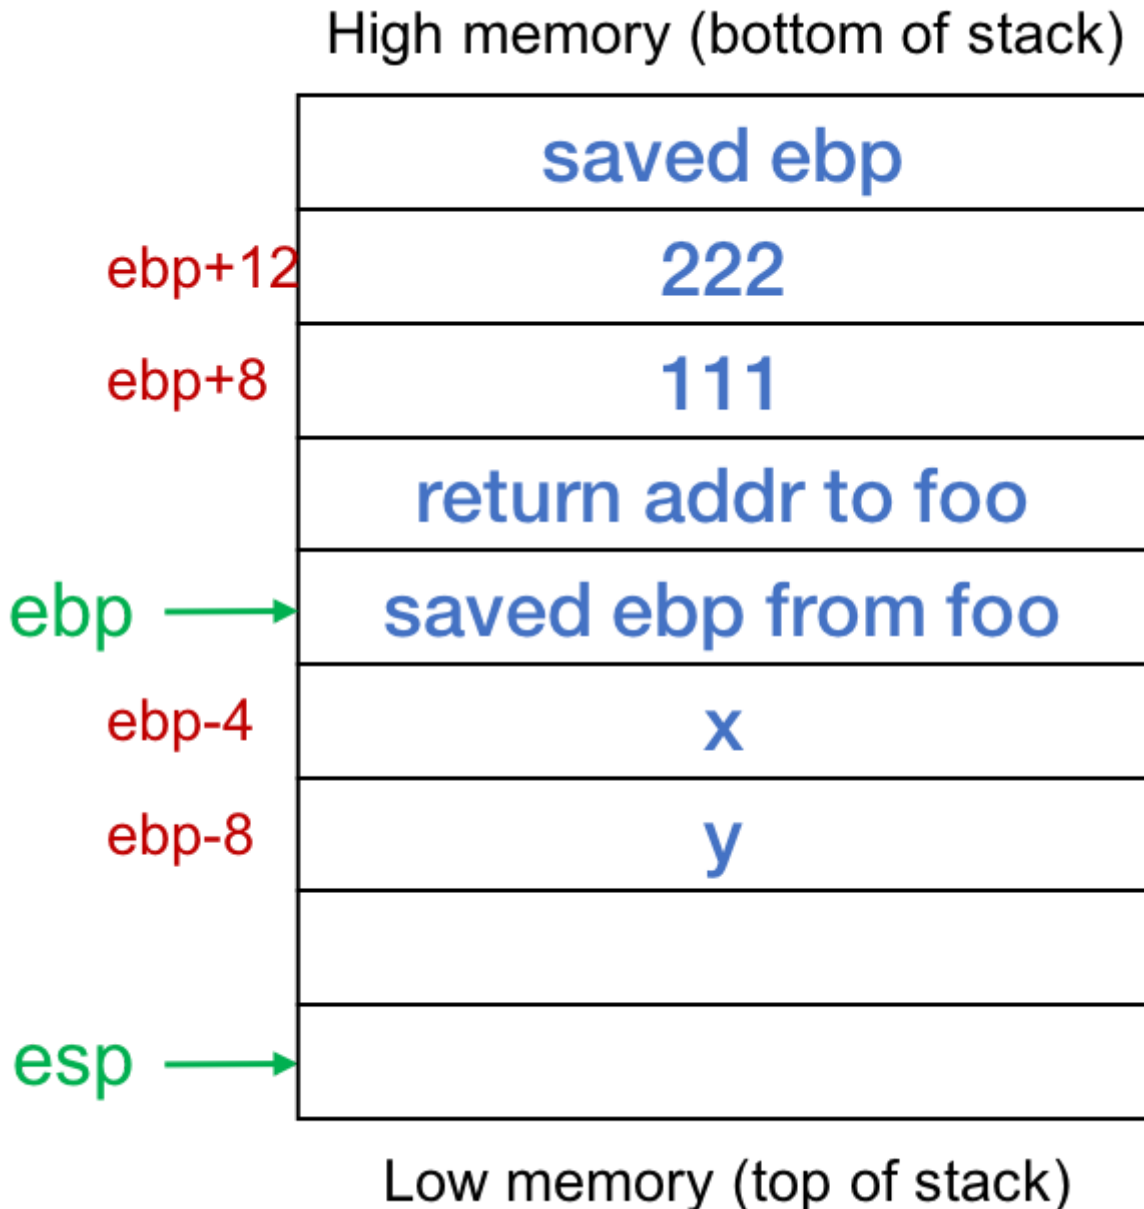 High memory (bottom of stack)
saved ebp
ebp+12 222
ebp+8 111
return addr to foo
ebp saved ebp from foo
ebp-4 x
ebp-8 y
esp
Low memory (top of stack)